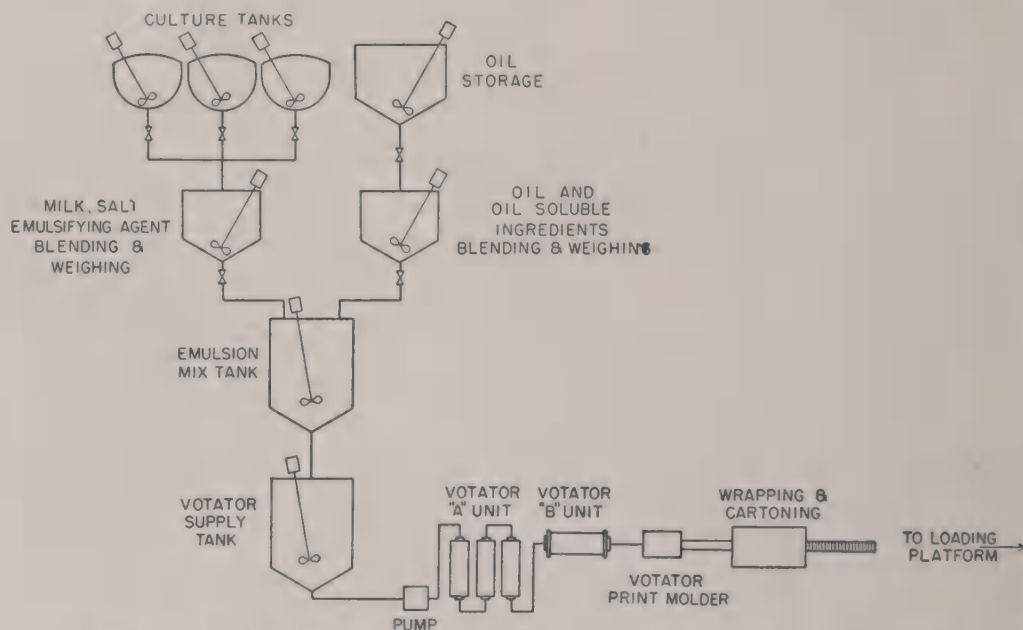 CULTURE TANKS
OIL
STORAGE
MILK, SALT
EMULSIFYING AGENT
BLENDING &
WEIGHING
OIL AND
OIL SOLUBLE
INGREDIENTS
BLENDING & WEIGHING
EMULSION
MIX TANK
VOTATOR
SUPPLY
TANK
PUMP
VOTATOR
"A" UNIT
VOTATOR
"B" UNIT
VOTATOR
PRINT MOLDER
WRAPPING &
CARTONING
TO LOADING
PLATFORM